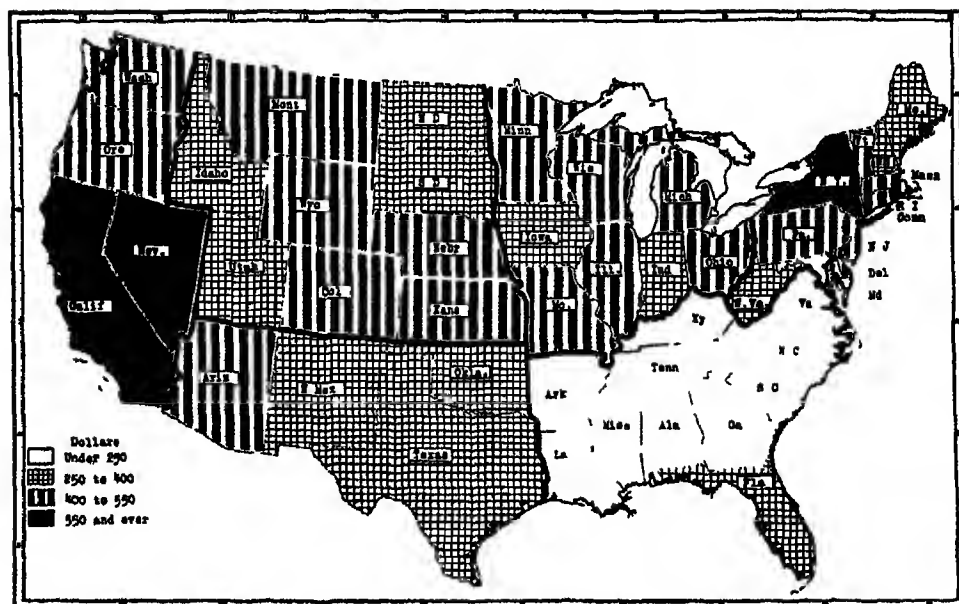 Wash
Mont
N D
Minn
Me.
Ore
Vt
Idaho
S D
Wis
N.Y.
Mass
Wyo
Mich
R I
Conn
Iowa
Pa.
Nev.
Nebr
N J
Utah
Ill.
Ind
Ohio
Del
Calif
Col
Kans
Mo.
W.Va
Md
Va
Ky
Ariz
N Mex
Okla.
Tenn
N C
Ark
S C
Miss
Ala
Ga
La
Texas
Fla
Dollars
Under 250
250 to 400
400 to 550
550 and over